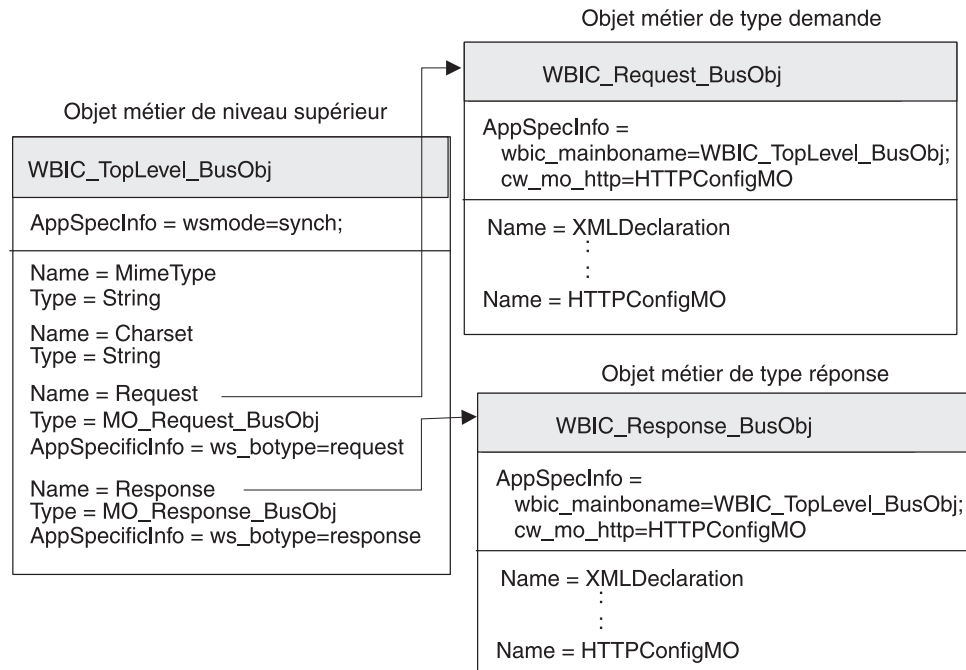 Objet métier de niveau supérieur
WBIC_TopLevel_BusObj
AppSpecInfo = wsmode=synch;
Name = MimeType
Type = String
Name = Charset
Type = String
Name = Request
Type = MO_Request_BusObj
AppSpecificInfo = ws_botype=request
Name = Response
Type = MO_Response_BusObj
AppSpecificInfo = ws_botype=response
Objet métier de type demande
WBIC_Request_BusObj
AppSpecInfo =
wbic_mainboname=WBIC_TopLevel_BusObj;
cw_mo_http=HTTPConfigMO
Name = XMLDeclaration
:
:
Name = HTTPConfigMO
Objet métier de type réponse
WBIC_Response_BusObj
AppSpecInfo =
wbic_mainboname=WBIC_TopLevel_BusObj;
cw_mo_http=HTTPConfigMO
Name = XMLDeclaration
:
:
Name = HTTPConfigMO